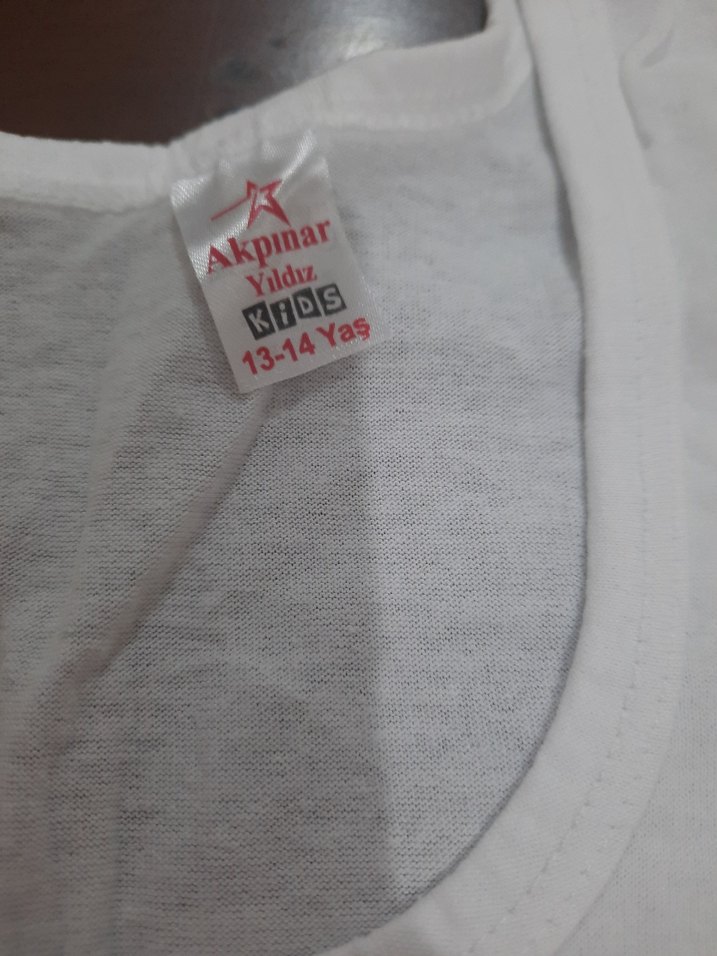 Akpınar
Yıldız
KiDS
13-14 Yaş